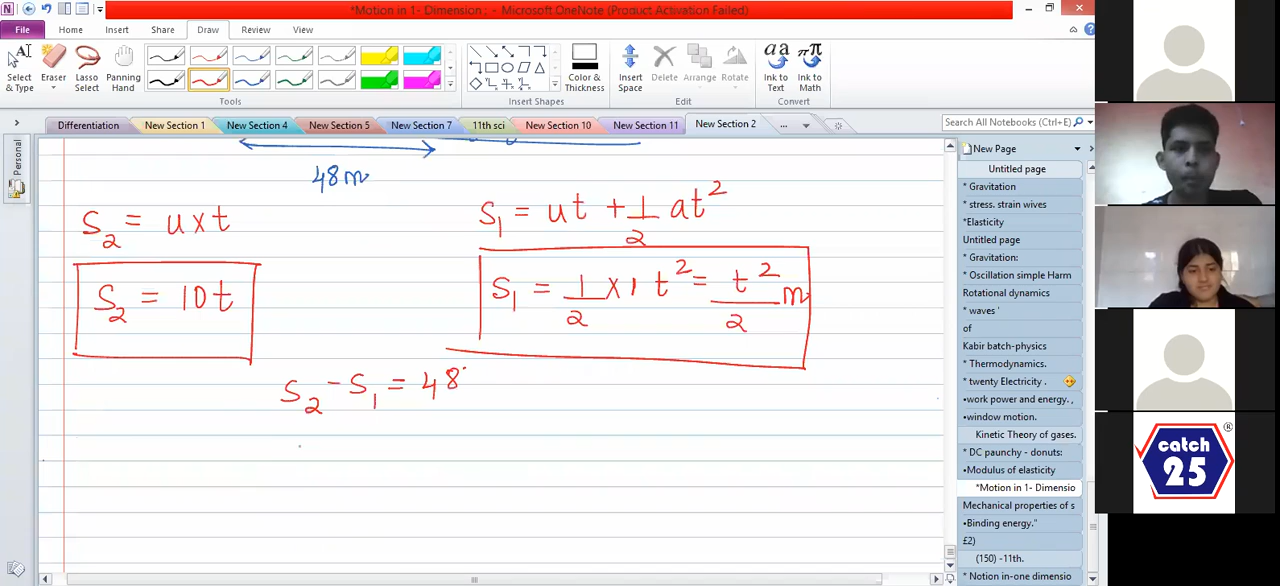 *Motion in 1- Dimension : - Microsoft OneNote (Product Activation Failed)
File Home Insert Share Draw Review View
Select & Type
Eraser
Lasso Select
Panning Hand
Color & Thickness
Insert Space
Delete
Arrange
Rotate
Ink to Text
Ink to Math
Tools
Insert Shapes
Edit
Convert
Differentiation New Section 1 New Section 4 New Section 5 New Section 7 11th sci New Section 10 New Section 11 New Section 2 ...
Search All Notebooks (Ctrl+E)
Personal
48m
S₂ = u x t
S₁ = ut + 1/2 at²
S₂ = 10t
S₁ = 1/2 x 1 t² = t²/2 m
S₂ - S₁ = 48
New Page
Untitled page
* Gravitation
* stress. strain wives
*Elasticity
Untitled page
* Gravitation:
* Oscillation simple Harm
Rotational dynamics
* waves '
of
Kabir batch-physics
* Thermodynamics.
* twenty Electricity .
•work power and energy. ,
•window motion.
Kinetic Theory of gases.
* DC paunchy - donuts:
•Modulus of elasticity
*Motion in 1- Dimensio
Mechanical properties of s
•Binding energy."
£2)
(150) -11th.
* Notion in-one dimensio
catch
25
®